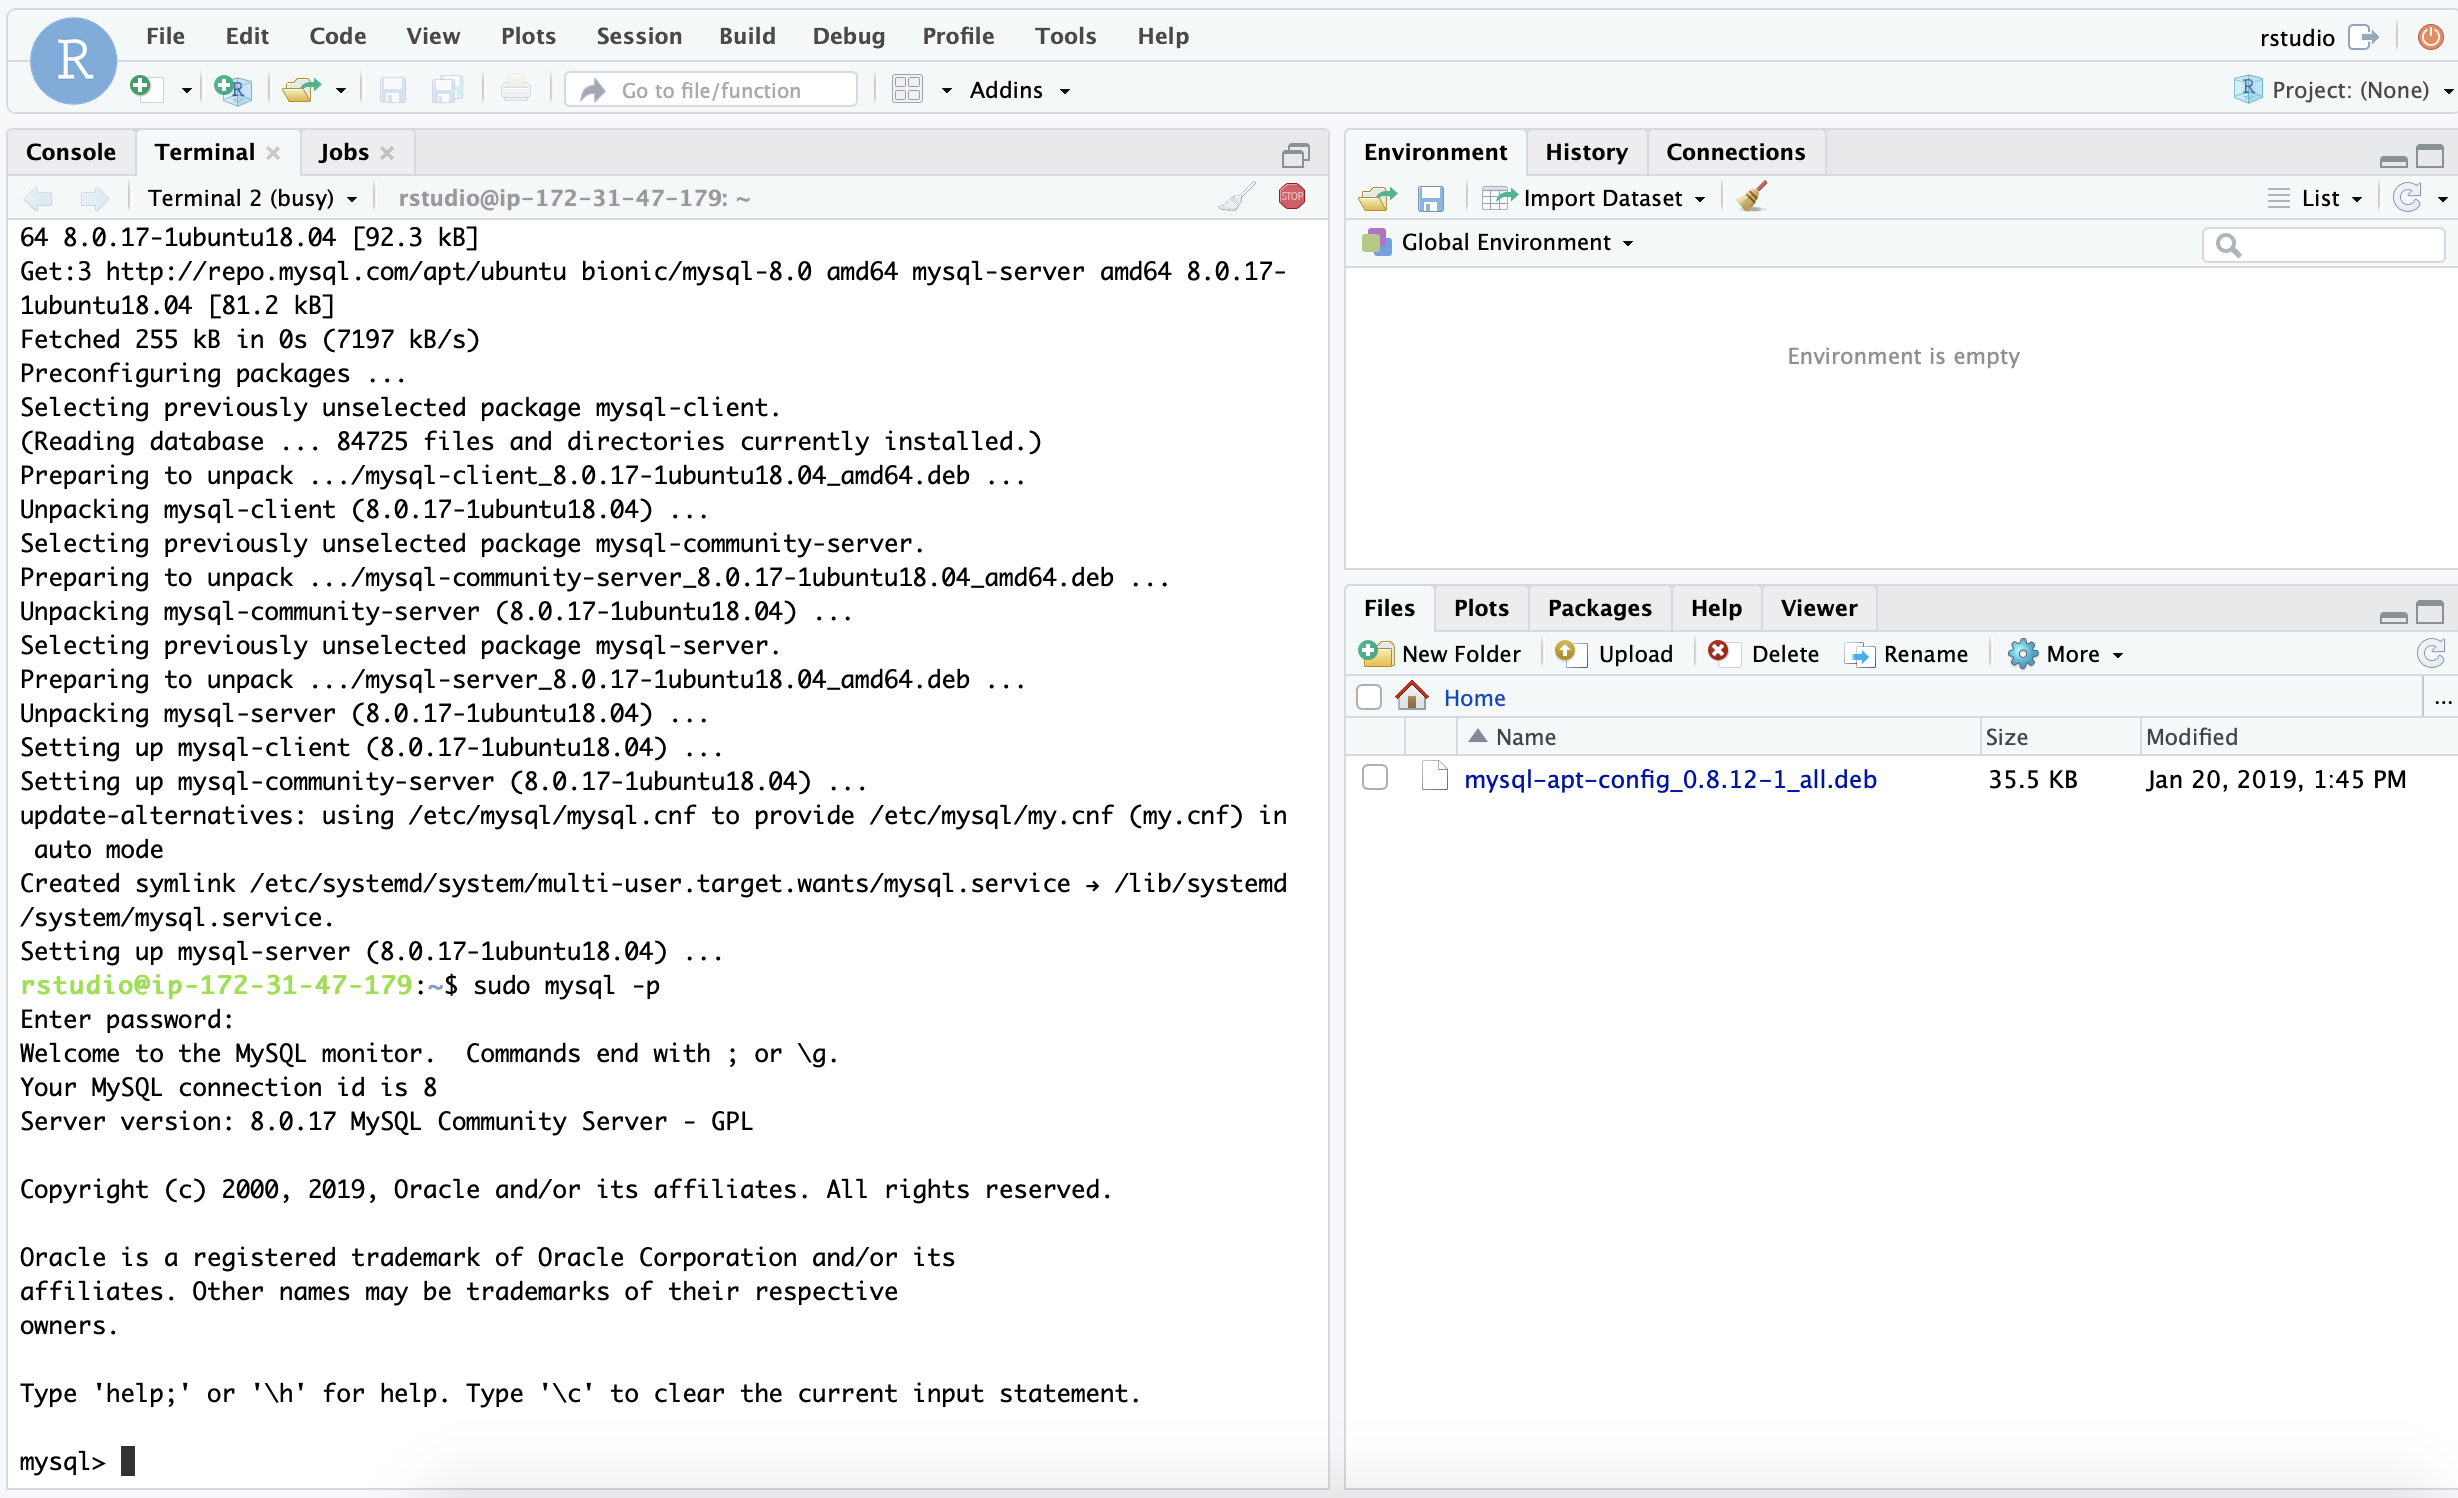 R
File Edit Code View Plots Session Build Debug Profile Tools Help
rstudio
R
Go to file/function
Addins
R Project: (None)
Console Terminal Jobs
Terminal 2 (busy) rstudio@ip-172-31-47-179: ~
STOP
64 8.0.17-1ubuntu18.04 [92.3 kB]
Get:3 http://repo.mysql.com/apt/ubuntu bionic/mysql-8.0 amd64 mysql-server amd64 8.0.17-
1ubuntu18.04 [81.2 kB]
Fetched 255 kB in 0s (7197 kB/s)
Preconfiguring packages ...
Selecting previously unselected package mysql-client.
(Reading database ... 84725 files and directories currently installed.)
Preparing to unpack .../mysql-client_8.0.17-1ubuntu18.04_amd64.deb ...
Unpacking mysql-client (8.0.17-1ubuntu18.04) ...
Selecting previously unselected package mysql-community-server.
Preparing to unpack .../mysql-community-server_8.0.17-1ubuntu18.04_amd64.deb ...
Unpacking mysql-community-server (8.0.17-1ubuntu18.04) ...
Selecting previously unselected package mysql-server.
Preparing to unpack .../mysql-server_8.0.17-1ubuntu18.04_amd64.deb ...
Unpacking mysql-server (8.0.17-1ubuntu18.04) ...
Setting up mysql-client (8.0.17-1ubuntu18.04) ...
Setting up mysql-community-server (8.0.17-1ubuntu18.04) ...
update-alternatives: using /etc/mysql/mysql.cnf to provide /etc/mysql/my.cnf (my.cnf) in
 auto mode
Created symlink /etc/systemd/system/multi-user.target.wants/mysql.service → /lib/systemd
/system/mysql.service.
Setting up mysql-server (8.0.17-1ubuntu18.04) ...
rstudio@ip-172-31-47-179:~$ sudo mysql -p
Enter password:
Welcome to the MySQL monitor.  Commands end with ; or \g.
Your MySQL connection id is 8
Server version: 8.0.17 MySQL Community Server - GPL
Copyright (c) 2000, 2019, Oracle and/or its affiliates. All rights reserved.
Oracle is a registered trademark of Oracle Corporation and/or its
affiliates. Other names may be trademarks of their respective
owners.
Type 'help;' or '\h' for help. Type '\c' to clear the current input statement.
mysql>
Environment History Connections
Import Dataset
List
Global Environment
Environment is empty
Files Plots Packages Help Viewer
New Folder Upload Delete Rename More
Home ...
Name Size Modified
mysql-apt-config_0.8.12-1_all.deb 35.5 KB Jan 20, 2019, 1:45 PM